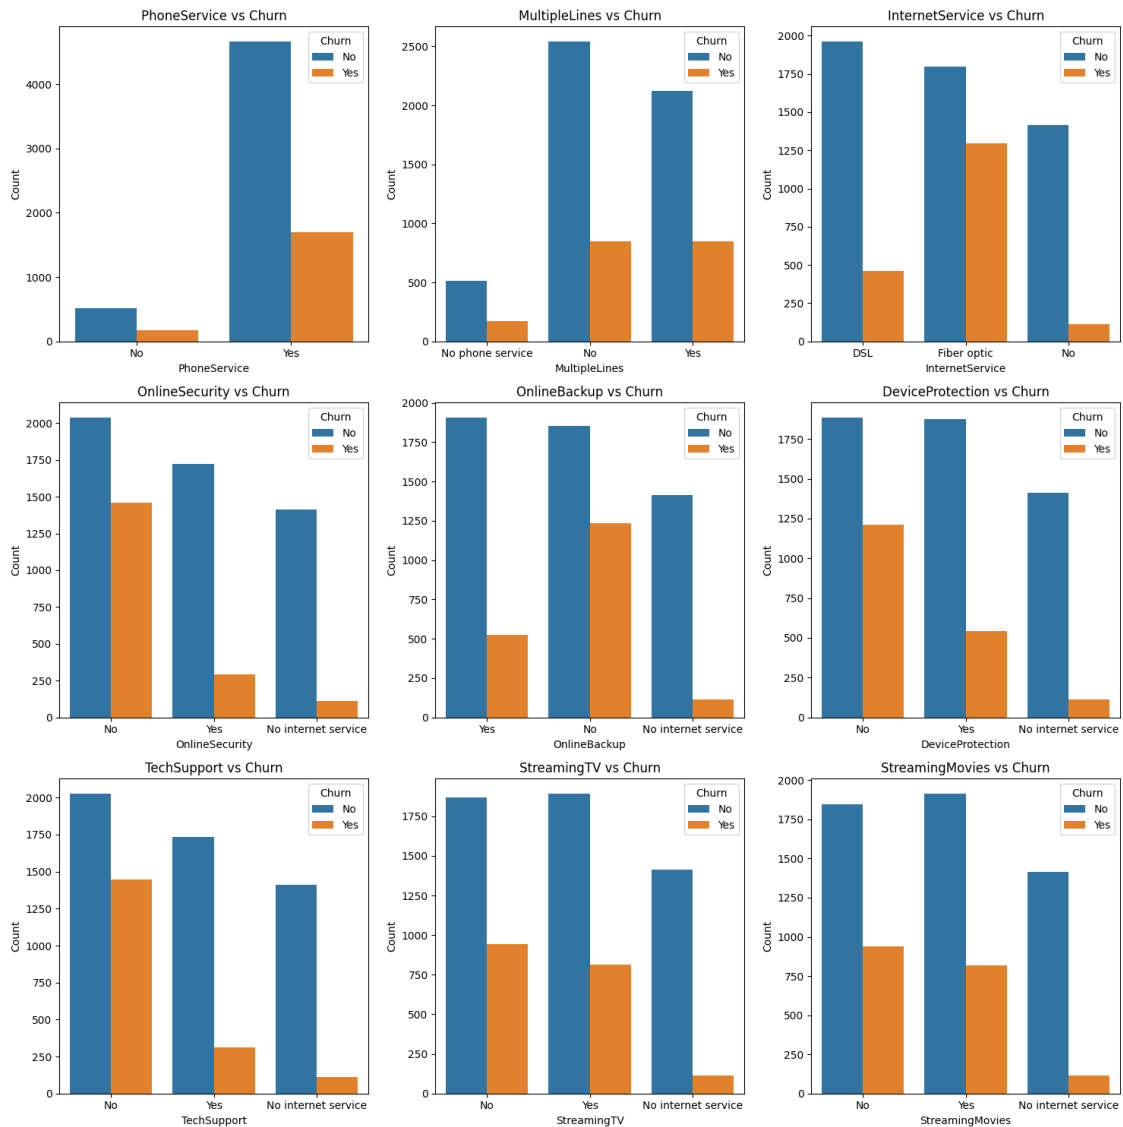 PhoneService vs Churn
Churn
No
Yes
4000
3000
2000
1000
0
Count
No Yes
PhoneService
MultipleLines vs Churn
Churn
No
Yes
2500
2000
1500
1000
500
0
Count
No phone service No Yes
MultipleLines
InternetService vs Churn
Churn
No
Yes
2000
1750
1500
1250
1000
750
500
250
0
Count
DSL Fiber optic No
InternetService
OnlineSecurity vs Churn
Churn
No
Yes
2000
1750
1500
1250
1000
750
500
250
0
Count
No Yes No internet service
OnlineSecurity
OnlineBackup vs Churn
Churn
No
Yes
2000
1750
1500
1250
1000
750
500
250
0
Count
Yes No No internet service
OnlineBackup
DeviceProtection vs Churn
Churn
No
Yes
1750
1500
1250
1000
750
500
250
0
Count
No Yes No internet service
DeviceProtection
TechSupport vs Churn
Churn
No
Yes
2000
1750
1500
1250
1000
750
500
250
0
Count
No Yes No internet service
TechSupport
StreamingTV vs Churn
Churn
No
Yes
1750
1500
1250
1000
750
500
250
0
Count
No Yes No internet service
StreamingTV
StreamingMovies vs Churn
Churn
No
Yes
2000
1750
1500
1250
1000
750
500
250
0
Count
No Yes No internet service
StreamingMovies